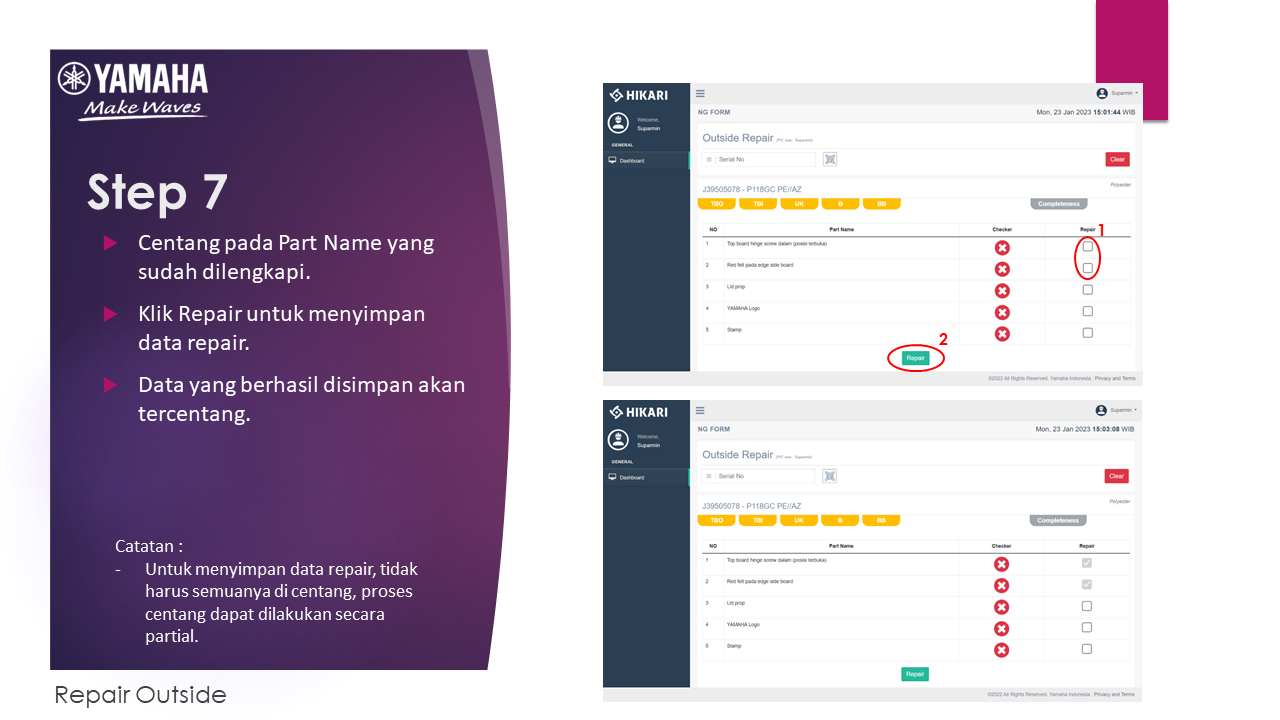 YAMAHA
Make Waves
Step 7
Centang pada Part Name yang
sudah dilengkapi.
Klik Repair untuk menyimpan
data repair.
Data yang berhasil disimpan akan
tercentang.
Catatan :
- Untuk menyimpan data repair, tidak
harus semuanya di centang, proses
centang dapat dilakukan secara
partial.
Repair Outside
HIKARI
Suparmin
Welcome,
Suparmin
GENERAL
Dashboard
NG FORM
Mon, 23 Jan 2023 15:01:44 WIB
Outside Repair (PIC now : Suparmin)
Serial No
Clear
J39505078 - P118GC PE//AZ
Polyester
TBO TBI UK B BB Completeness
NO Part Name Checker Repair
1
1 Top board hinge screw dalam (posisi terbuka)
2 Red felt pada edge side board
3 Lid prop
4 YAMAHA Logo
5 Stamp
2
Repair
©2022 All Rights Reserved. Yamaha Indonesia . Privacy and Terms
HIKARI
Suparmin
Welcome,
Suparmin
GENERAL
Dashboard
NG FORM
Mon, 23 Jan 2023 15:03:08 WIB
Outside Repair (PIC now : Suparmin)
Serial No
Clear
J39505078 - P118GC PE//AZ
Polyester
TBO TBI UK B BB Completeness
NO Part Name Checker Repair
1 Top board hinge screw dalam (posisi terbuka)
2 Red felt pada edge side board
3 Lid prop
4 YAMAHA Logo
5 Stamp
Repair
©2022 All Rights Reserved. Yamaha Indonesia . Privacy and Terms